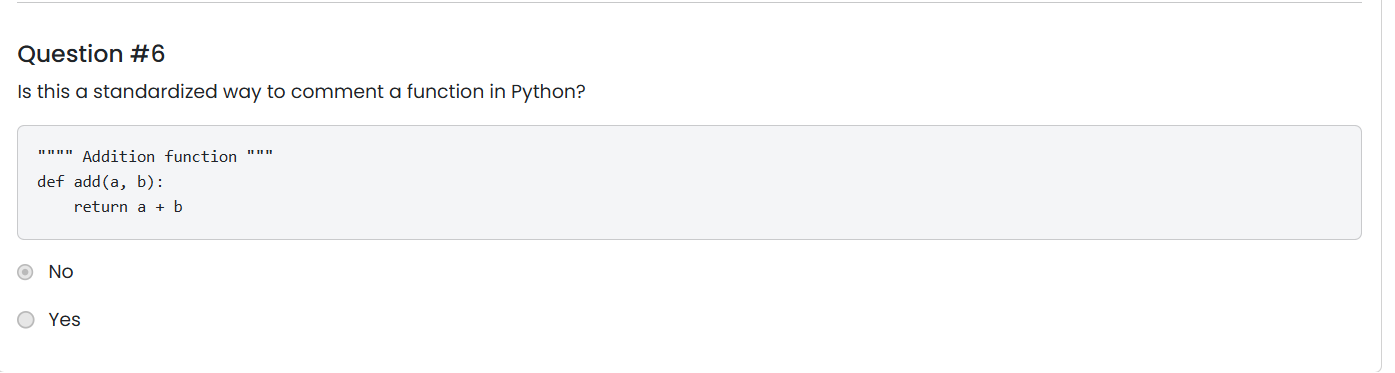 Question #6
Is this a standardized way to comment a function in Python?
"""" Addition function """
def add(a, b):
    return a + b
No
Yes